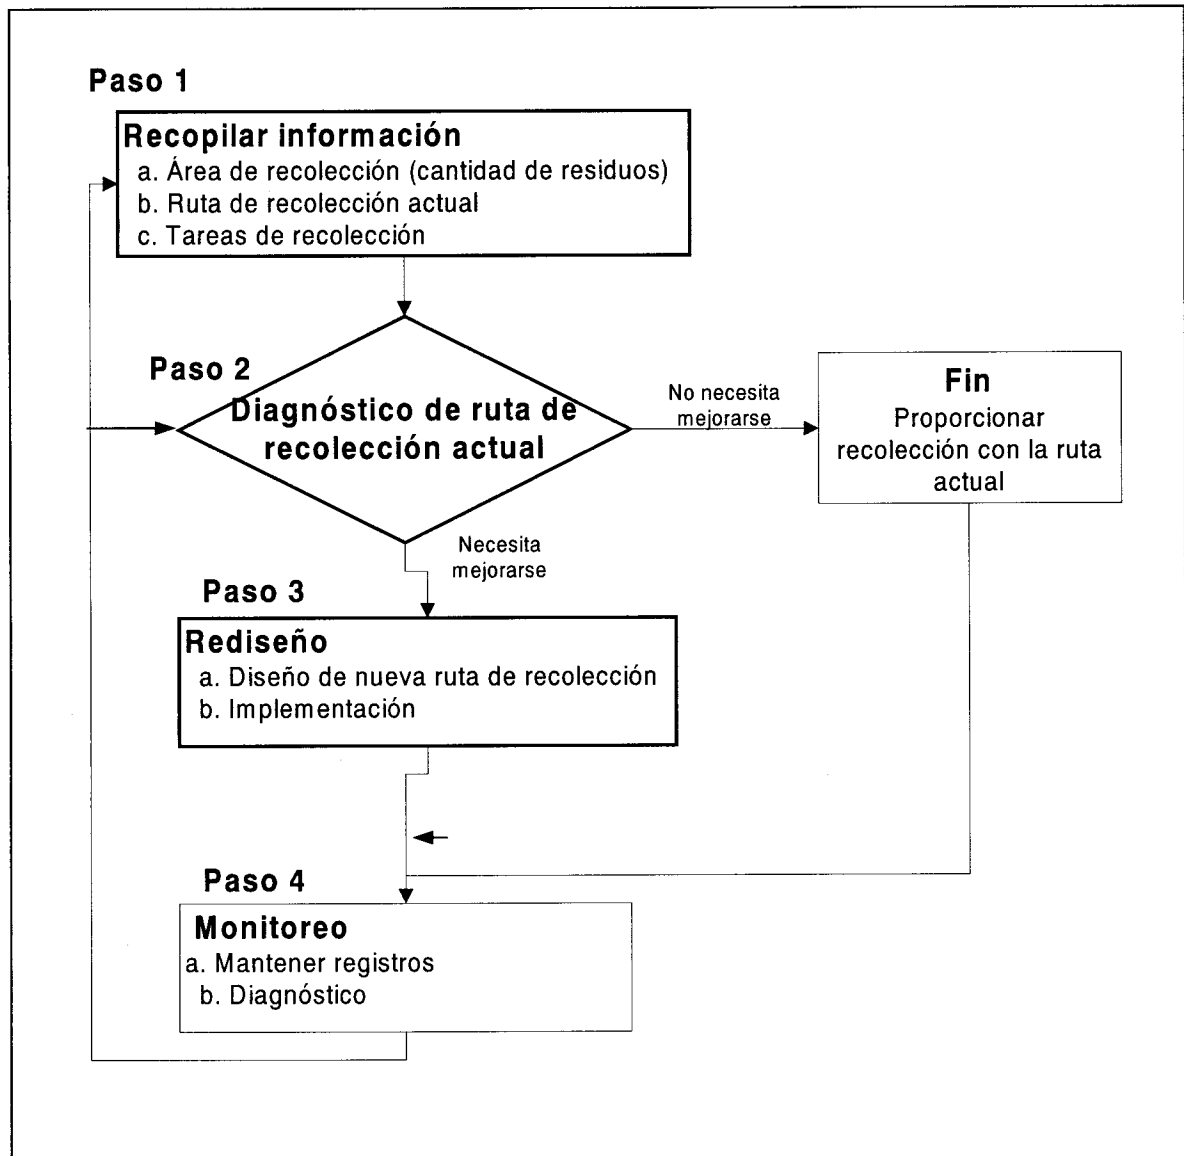 Paso 1
Recopilar información
a. Área de recolección (cantidad de residuos)
b. Ruta de recolección actual
c. Tareas de recolección
Paso 2
Diagnóstico de ruta de
recolección actual
No necesita
mejorarse
Fin
Proporcionar
recolección con la ruta
actual
Necesita
mejorarse
Paso 3
Rediseño
a. Diseño de nueva ruta de recolección
b. Implementación
Paso 4
Monitoreo
a. Mantener registros
b. Diagnóstico